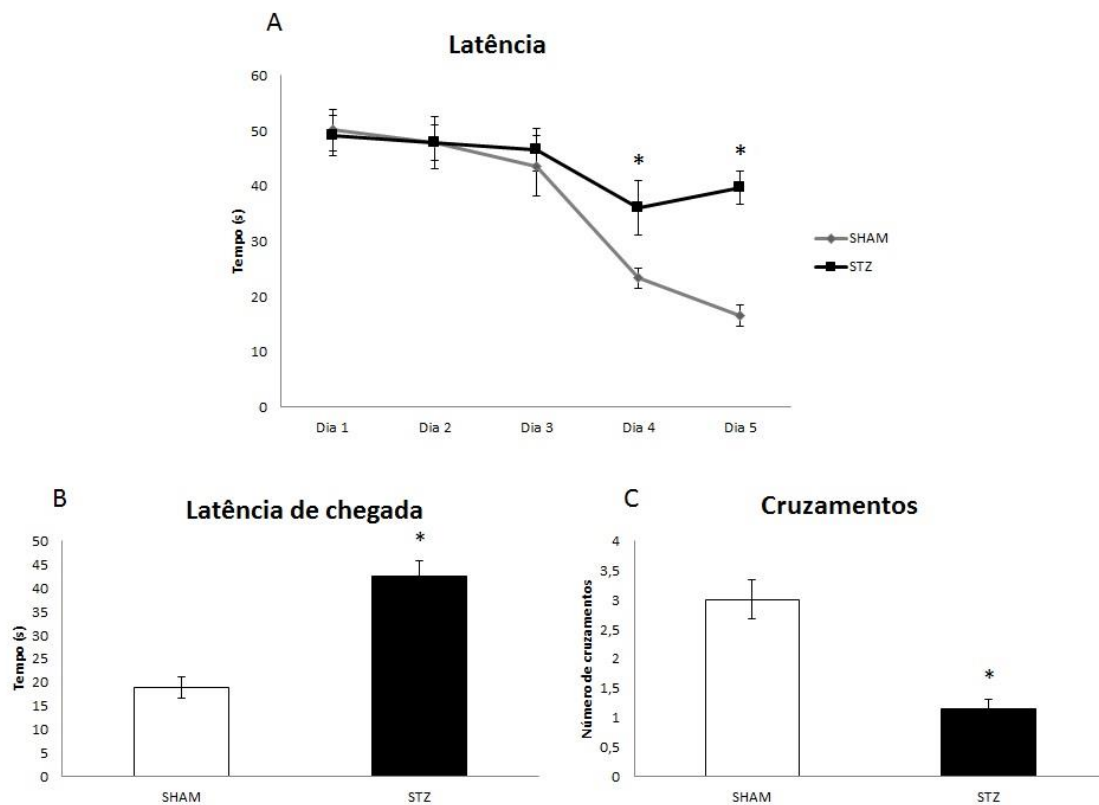 A
Latência
60
50
40
30
20
10
0
Tempo (s)
*
*
Dia 1 Dia 2 Dia 3 Dia 4 Dia 5
SHAM
STZ
B
Latência de chegada
50
45
40
35
30
25
20
15
10
5
0
Tempo (s)
*
SHAM STZ
C
Cruzamentos
4
3,5
3
2,5
2
1,5
1
0,5
0
Número de cruzamentos
*
SHAM STZ